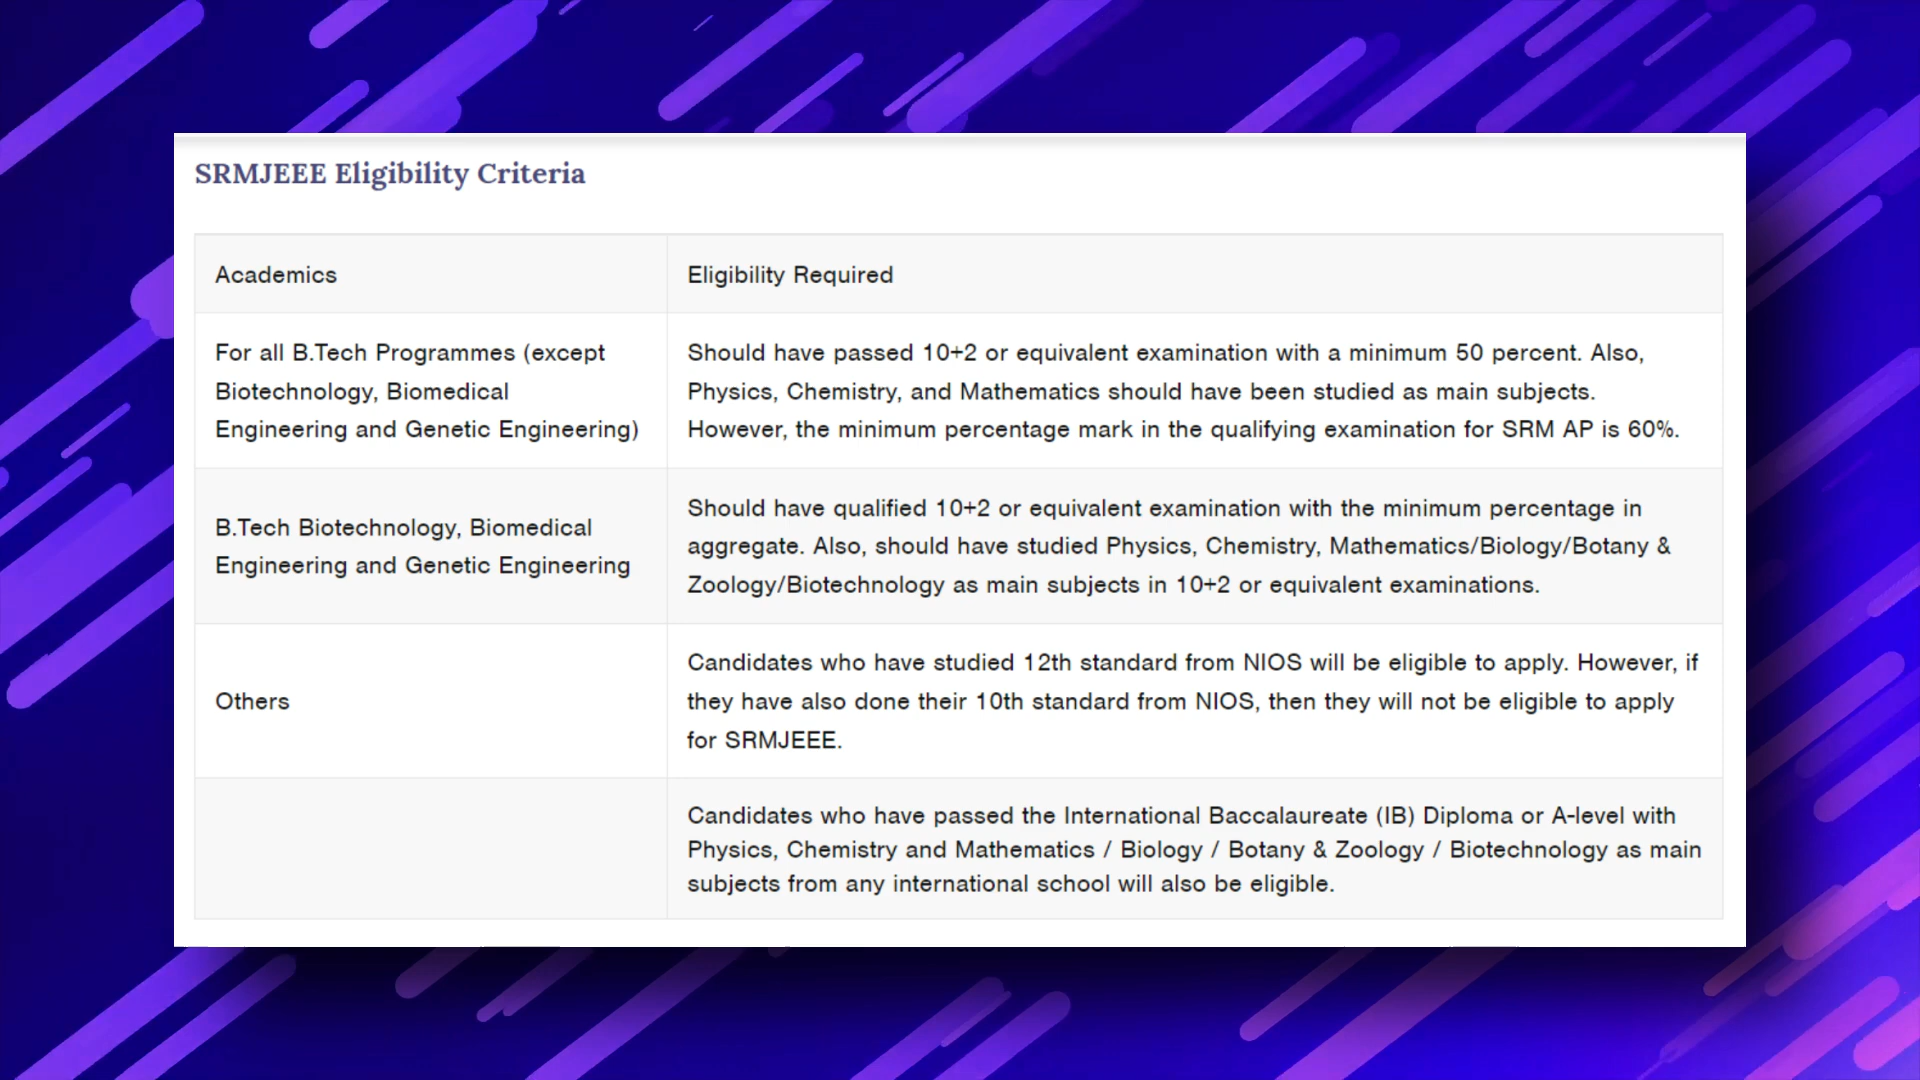 SRMJEEE Eligibility Criteria
Academics
Eligibility Required
For all B.Tech Programmes (except
Biotechnology, Biomedical
Engineering and Genetic Engineering)
Should have passed 10+2 or equivalent examination with a minimum 50 percent. Also,
Physics, Chemistry, and Mathematics should have been studied as main subjects.
However, the minimum percentage mark in the qualifying examination for SRM AP is 60%.
B.Tech Biotechnology, Biomedical
Engineering and Genetic Engineering
Should have qualified 10+2 or equivalent examination with the minimum percentage in
aggregate. Also, should have studied Physics, Chemistry, Mathematics/Biology/Botany &
Zoology/Biotechnology as main subjects in 10+2 or equivalent examinations.
Others
Candidates who have studied 12th standard from NIOS will be eligible to apply. However, if
they have also done their 10th standard from NIOS, then they will not be eligible to apply
for SRMJEEE.
Candidates who have passed the International Baccalaureate (IB) Diploma or A-level with
Physics, Chemistry and Mathematics / Biology / Botany & Zoology / Biotechnology as main
subjects from any international school will also be eligible.